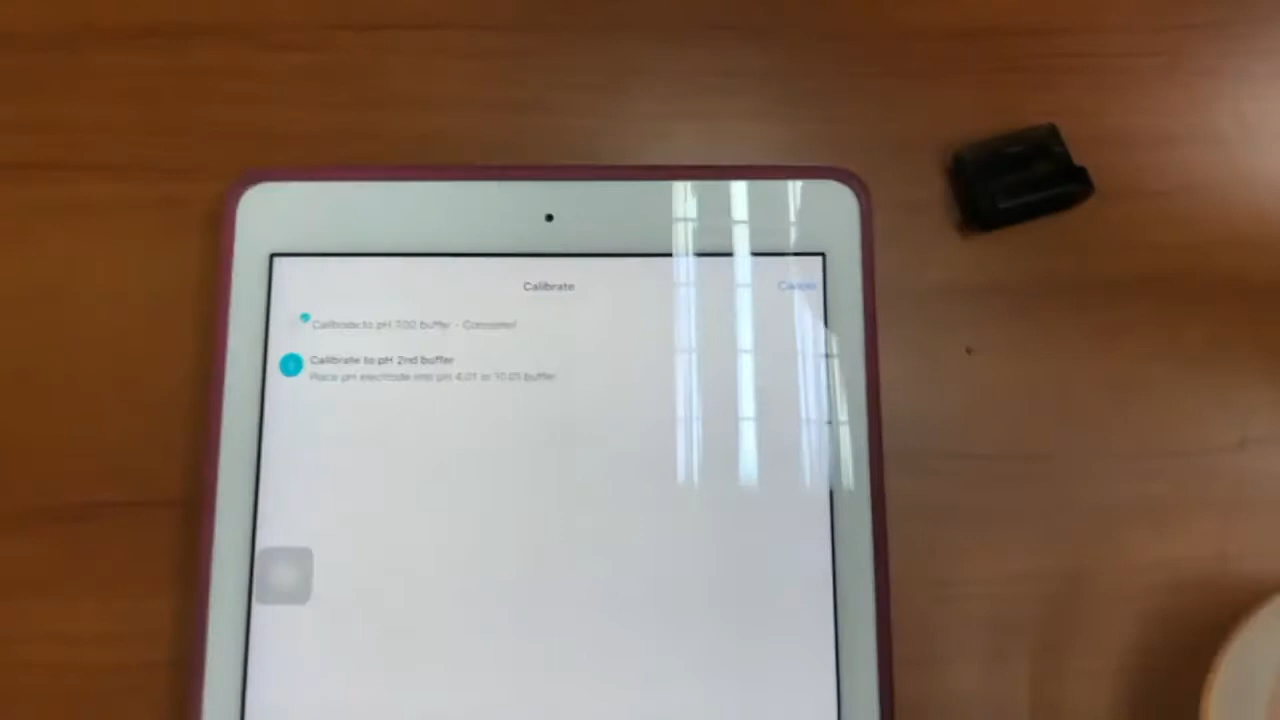 Calibrate
Cancel
Calibrate to pH 7.00 buffer - Complete!
Calibrate to pH 2nd buffer
Place pH electrode into pH 4.01 or 10.01 buffer